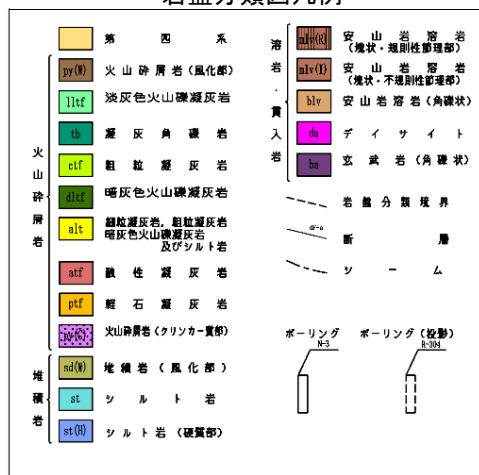 岩盤分類図凡例
第四系
火山砕屑岩
py(W) 火山砕屑岩(風化部)
lltf 淡灰色火山礫凝灰岩
tb 凝灰角礫岩
ctf 粗粒凝灰岩
dltf 暗灰色火山礫凝灰岩
alt 細粒凝灰岩,粗粒凝灰岩
暗灰色火山礫凝灰岩
及びシルト岩
atf 酸性凝灰岩
ptf 軽石凝灰岩
py(C) 火山砕屑岩(クリンカー質部)
堆積岩
sd(W) 堆積岩(風化部)
st シルト岩
st(H) シルト岩(硬質部)
溶岩・貫入岩
mlv(R) 安山岩溶岩
(塊状・規則性節理部)
mlv(I) 安山岩溶岩
(塊状・不規則性節理部)
blv 安山岩溶岩(角礫状)
da デイサイト
ba 玄武岩(角礫状)
岩盤分類境界
断層
シーム
ボーリング
N-3
ボーリング(投影)
R-304